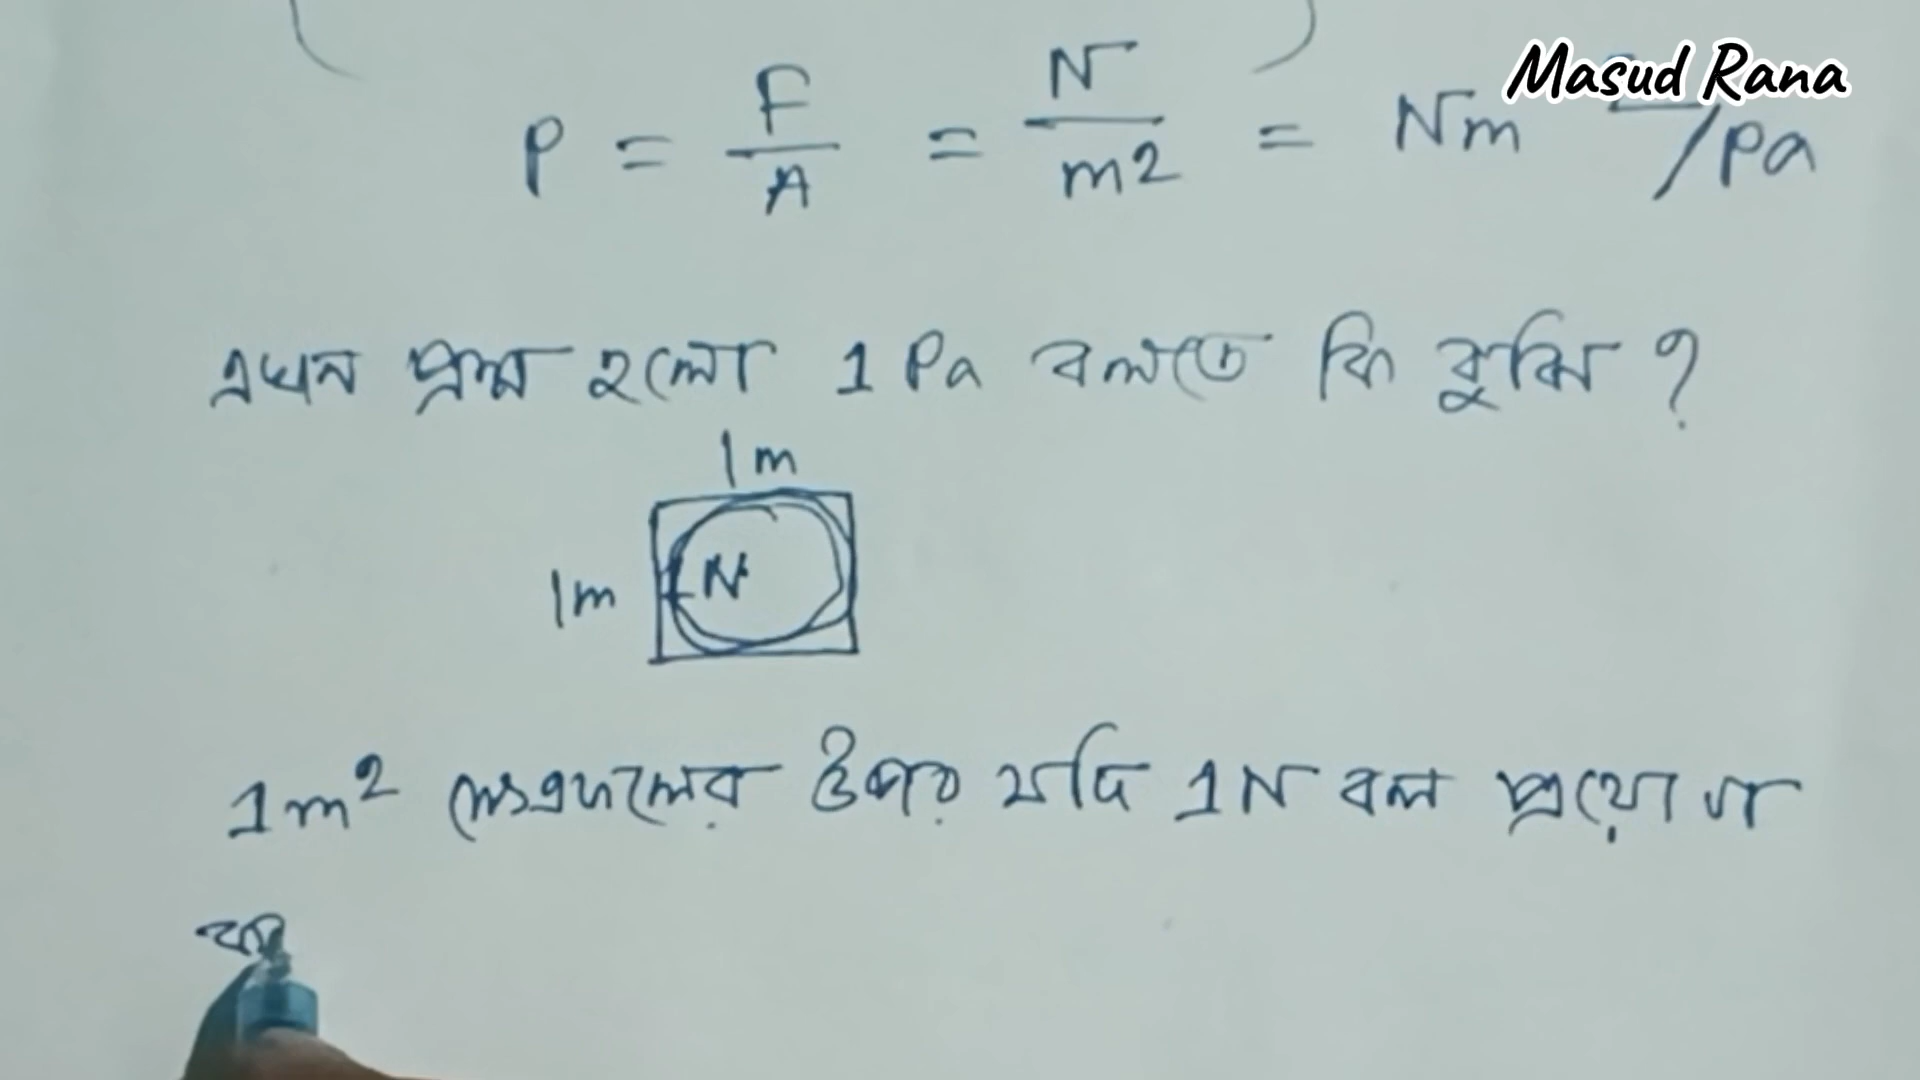 Masud Rana
P = F/A = N/m2 = Nm /Pa
এখন প্রশ্ন হলো 1 Pa বলতে কি বুঝি ?
1m
1m
N
1m² ক্ষেত্রফলের উপর যদি 1N বল প্রয়োগ